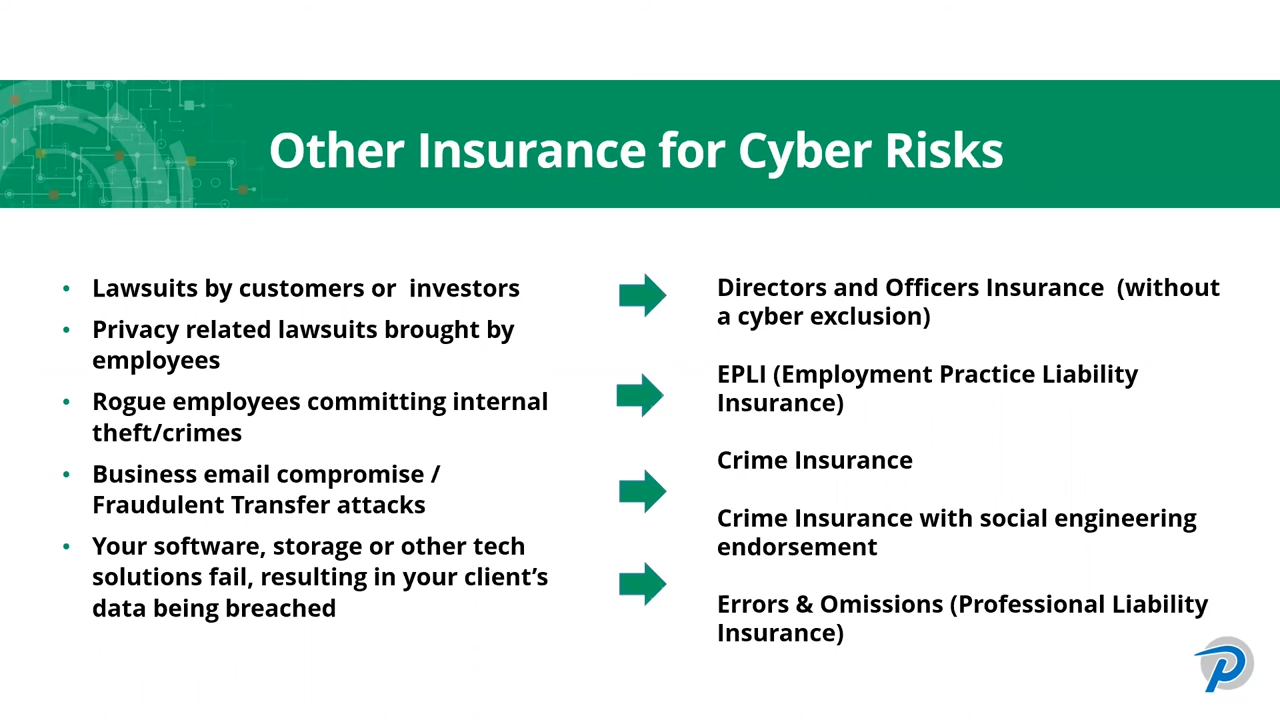 Other Insurance for Cyber Risks
• Lawsuits by customers or  investors
• Privacy related lawsuits brought by
employees
• Rogue employees committing internal
theft/crimes
• Business email compromise /
Fraudulent Transfer attacks
• Your software, storage or other tech
solutions fail, resulting in your client’s
data being breached
Directors and Officers Insurance  (without
a cyber exclusion)
EPLI (Employment Practice Liability
Insurance)
Crime Insurance
Crime Insurance with social engineering
endorsement
Errors & Omissions (Professional Liability
Insurance)